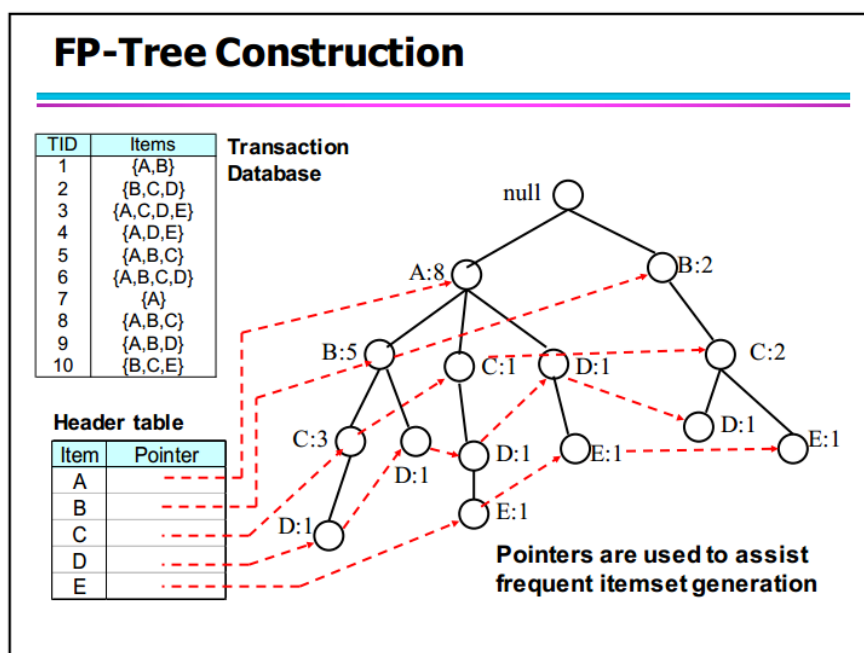 FP-Tree Construction
TID Items
1 {A,B}
2 {B,C,D}
3 {A,C,D,E}
4 {A,D,E}
5 {A,B,C}
6 {A,B,C,D}
7 {A}
8 {A,B,C}
9 {A,B,D}
10 {B,C,E}
Transaction
Database
null
A:8
B:2
B:5
C:1
D:1
C:2
C:3
D:1
D:1
E:1
D:1
E:1
D:1
E:1
Header table
Item Pointer
A
B
C
D
E
Pointers are used to assist
frequent itemset generation